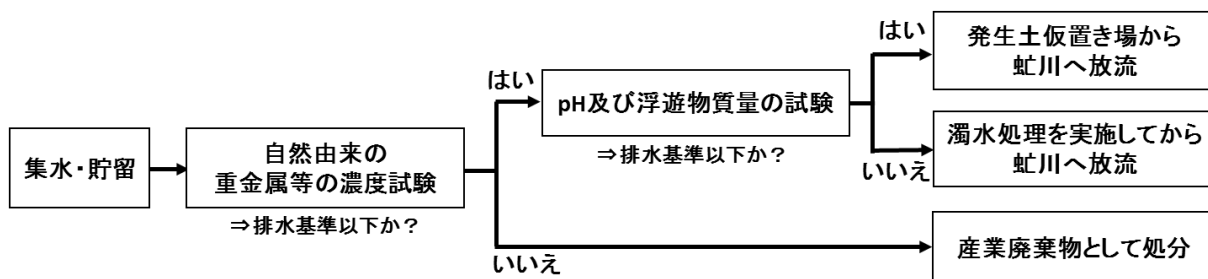 集水・貯留
自然由来の
重金属等の濃度試験
⇒排水基準以下か？
はい
pH及び浮遊物質量の試験
⇒排水基準以下か？
はい
発生土仮置き場から
虻川へ放流
いいえ
濁水処理を実施してから
虻川へ放流
いいえ
産業廃棄物として処分